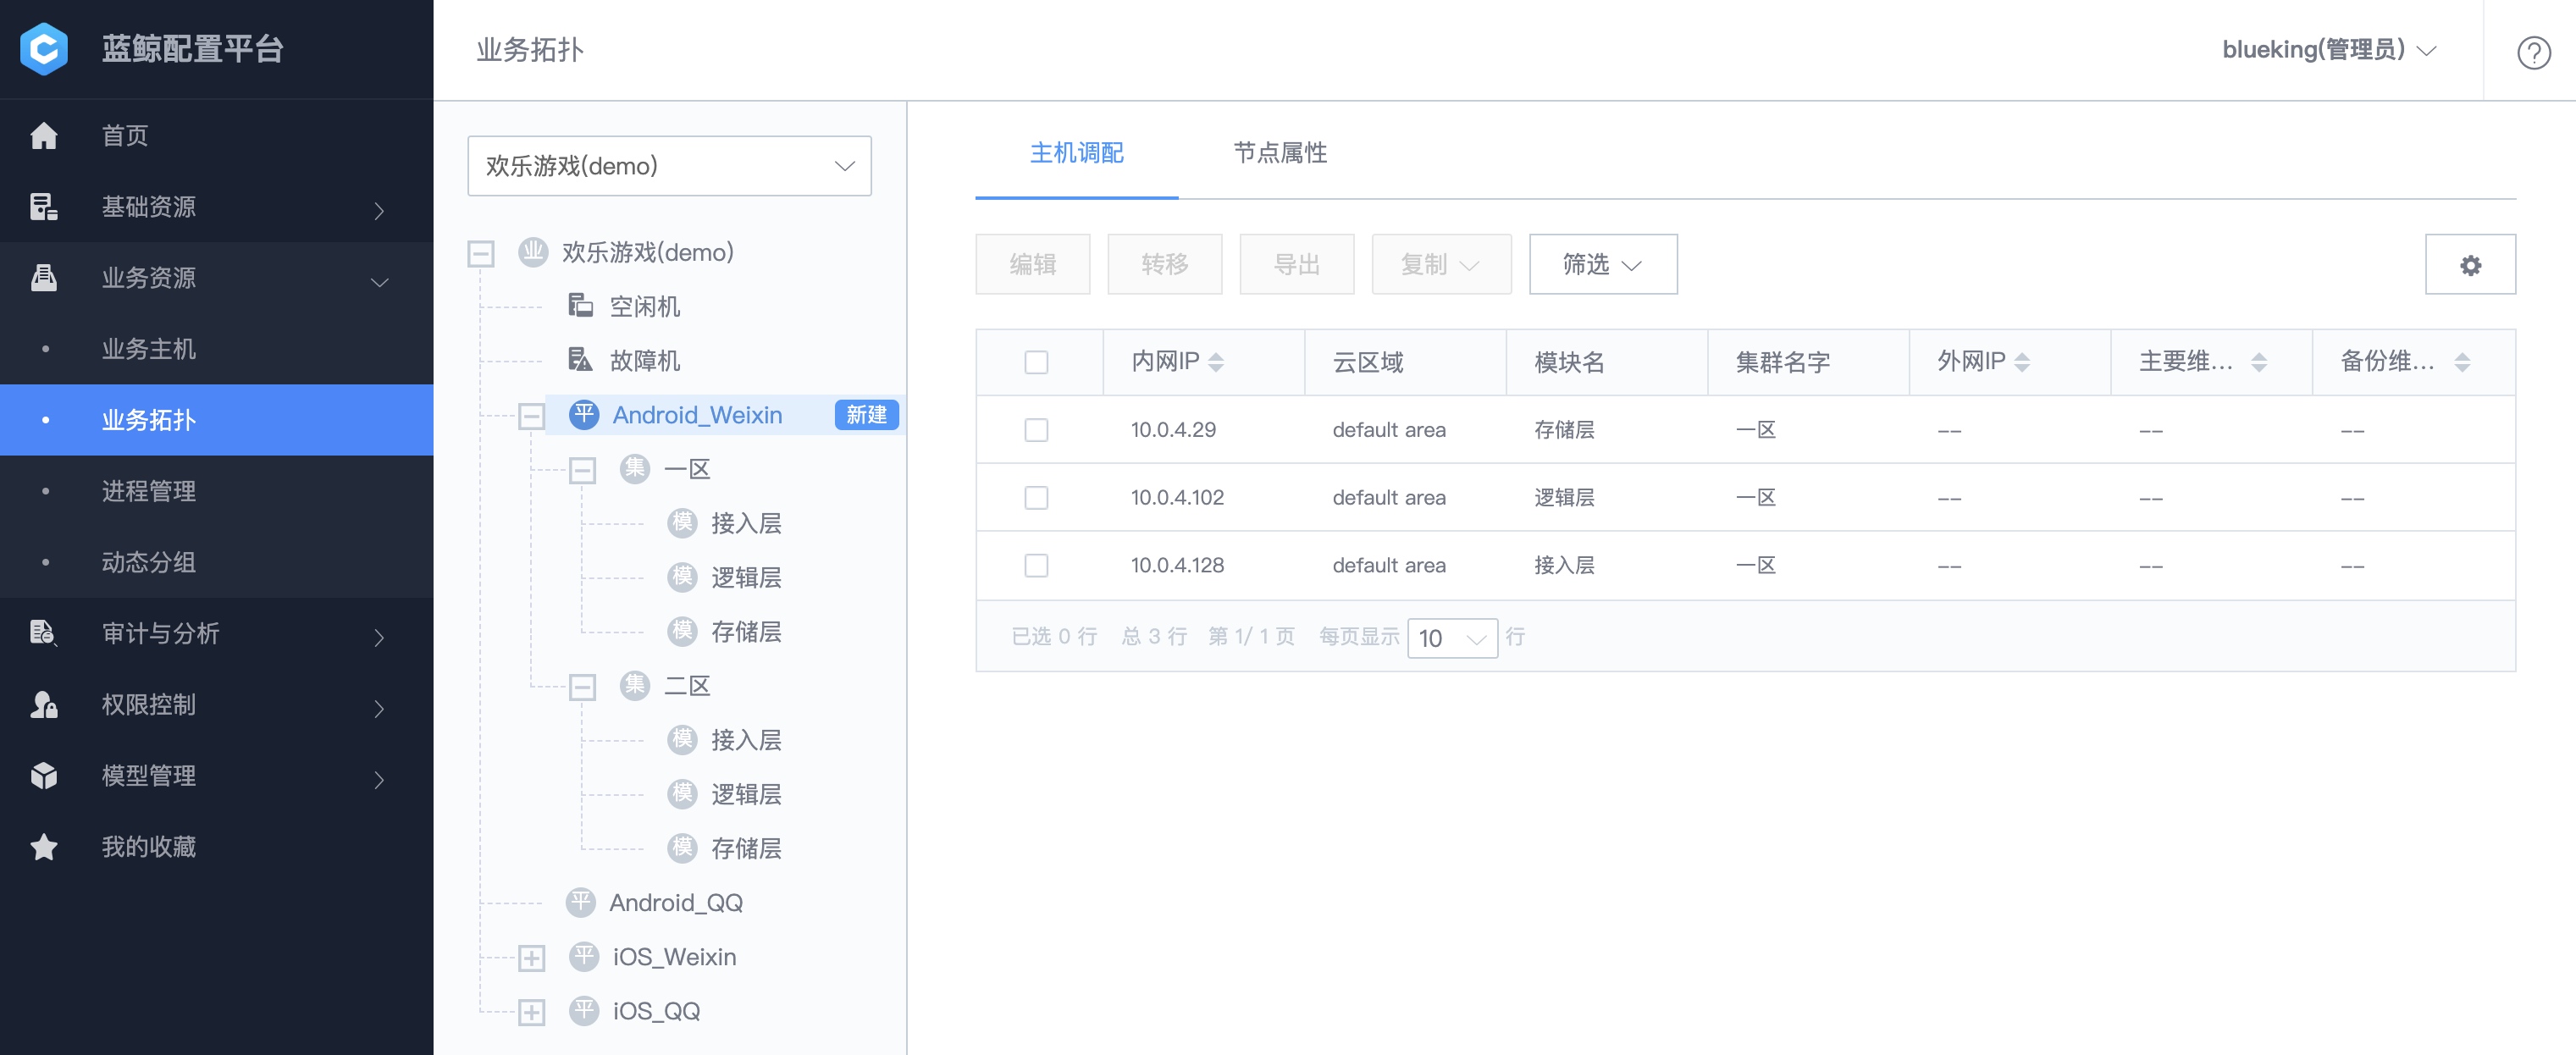 蓝鲸配置平台
首页
基础资源
业务资源
业务主机
业务拓扑
进程管理
动态分组
审计与分析
权限控制
模型管理
我的收藏
业务拓扑
blueking(管理员)
欢乐游戏(demo)
业 欢乐游戏(demo)
空闲机
故障机
平 Android_Weixin 新建
集 一区
模 接入层
模 逻辑层
模 存储层
集 二区
模 接入层
模 逻辑层
模 存储层
平 Android_QQ
平 iOS_Weixin
平 iOS_QQ
主机调配 节点属性
编辑 转移 导出 复制 筛选
内网IP 云区域 模块名 集群名字 外网IP 主要维... 备份维...
10.0.4.29 default area 存储层 一区 -- -- --
10.0.4.102 default area 逻辑层 一区 -- -- --
10.0.4.128 default area 接入层 一区 -- -- --
已选 0 行 总 3 行 第 1/ 1 页 每页显示 10 行